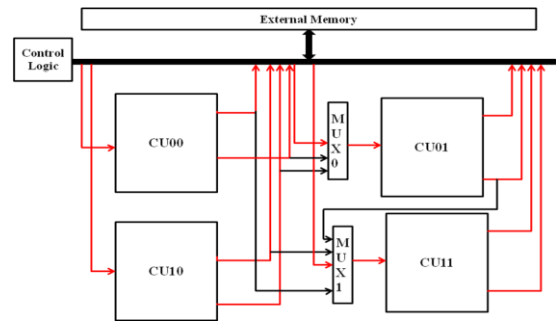 External Memory
Control
Logic
CU00
M
U
X
0
CU01
CU10
M
U
X
1
CU11